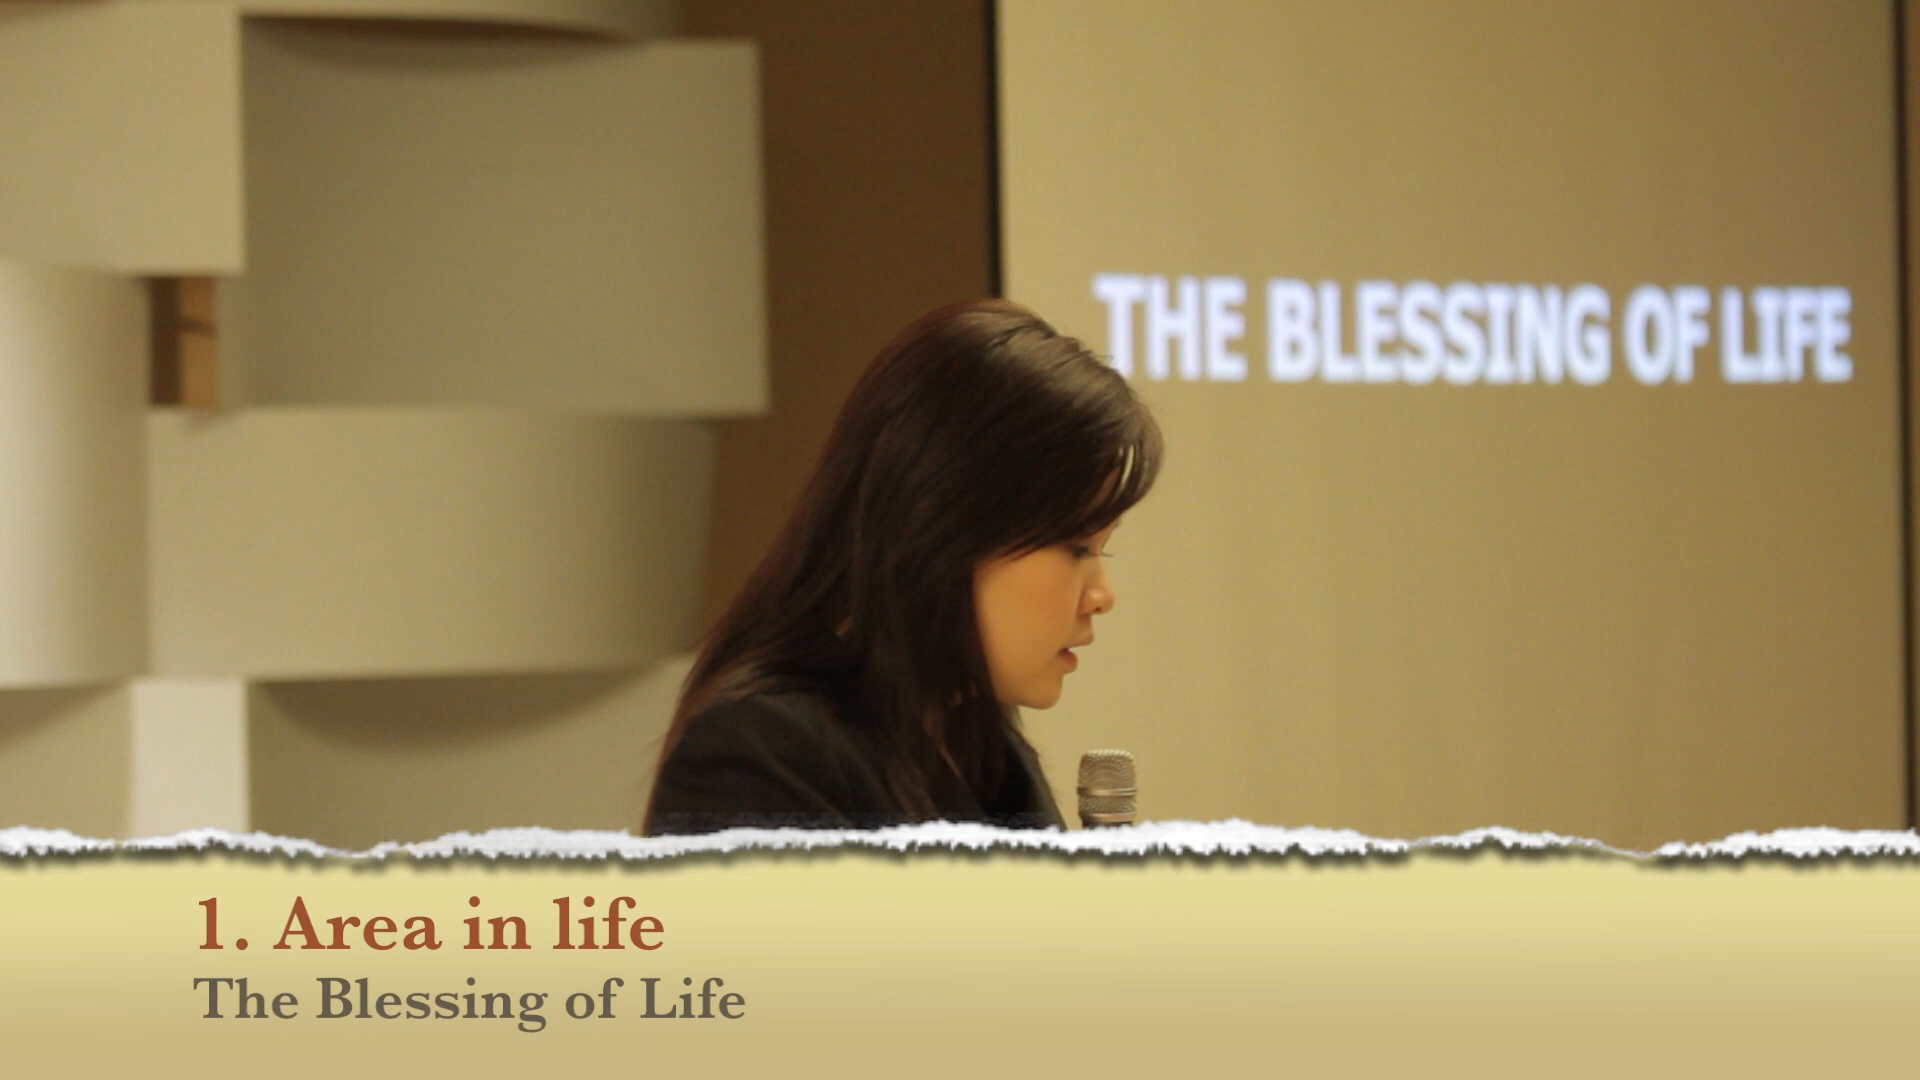 THE BLESSING OF LIFE
1. Area in life
The Blessing of Life